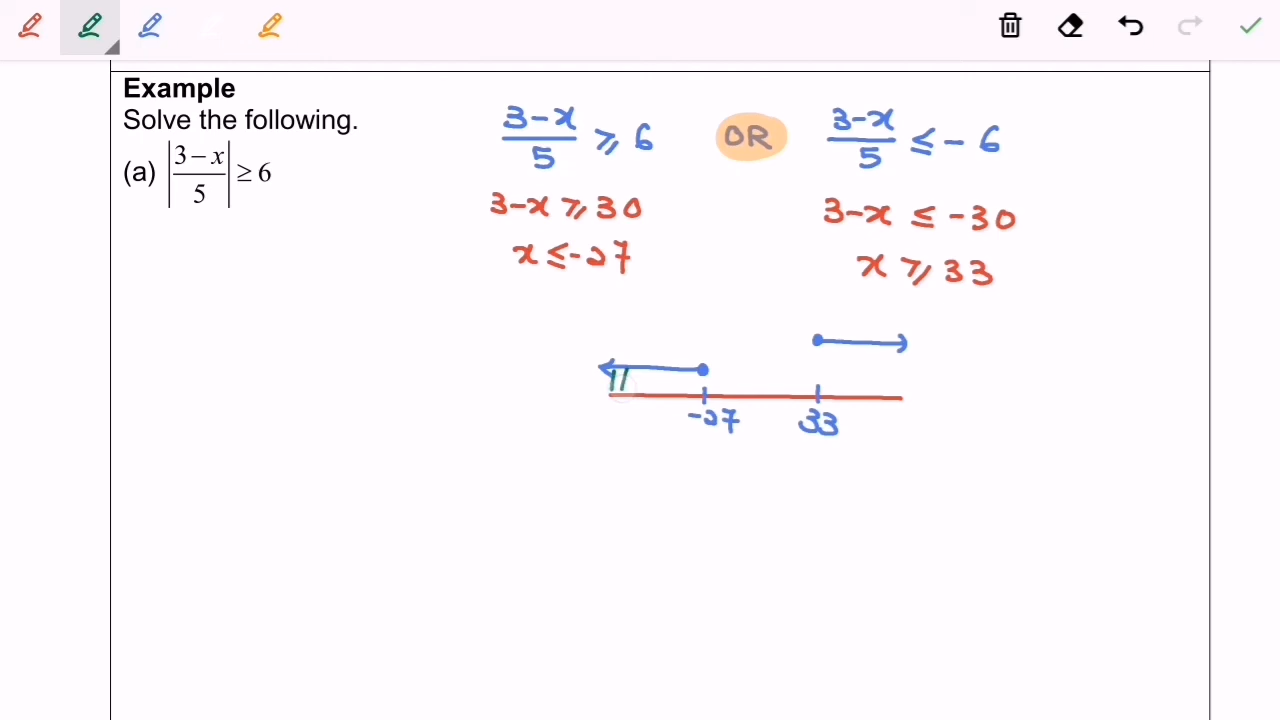 Example
Solve the following.
(a) |(3 − x)/5| ≥ 6
(3-x)/5 ≥ 6 OR (3-x)/5 ≤ -6
3-x ≥ 30 3-x ≤ -30
x ≤ -27 x ≥ 33
-27 33